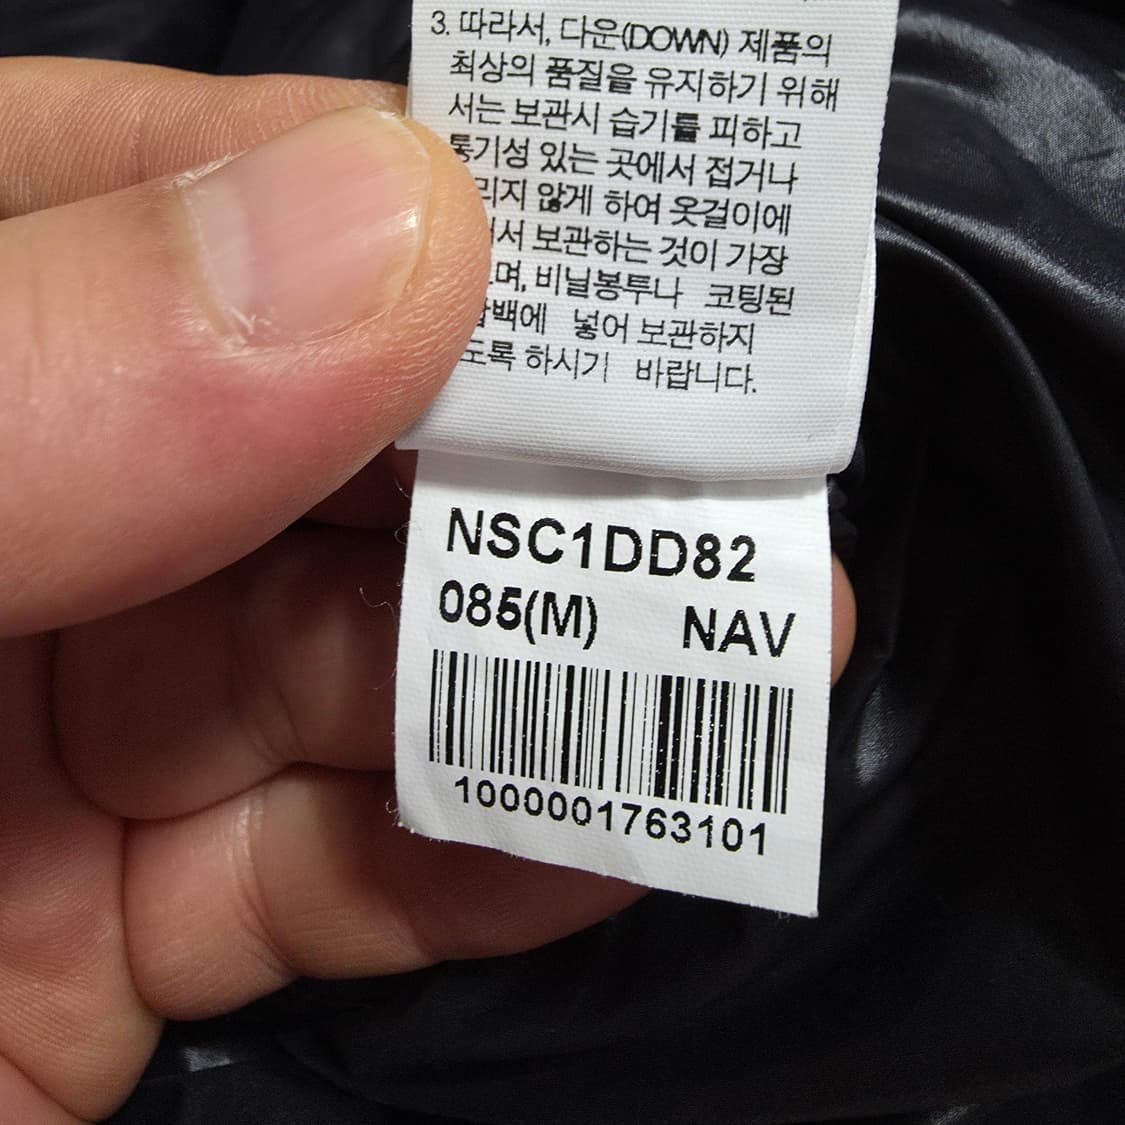 3. 따라서, 다운(DOWN) 제품의
최상의 품질을 유지하기 위해
서는 보관시 습기를 피하고
통기성 있는 곳에서 접거나
않게 하여 옷걸이에
보관하는 것이 가장
비닐봉투나 코팅된
넣어 보관하지
하시기 바랍니다.
NSC1DD82
085(M) NAV
1000001763101